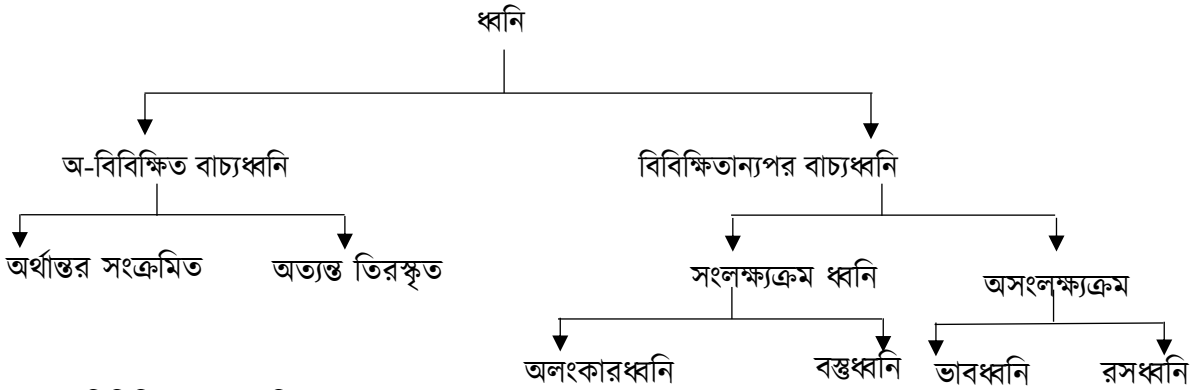 ধ্বনি
অ-বিবিক্ষিত বাচ্যধ্বনি বিবিক্ষিতান্যপর বাচ্যধ্বনি
অর্থান্তর সংক্রমিত অত্যন্ত তিরস্কৃত সংলক্ষ্যক্রম ধ্বনি অসংলক্ষ্যক্রম
অলংকারধ্বনি বস্তুধ্বনি ভাবধ্বনি রসধ্বনি